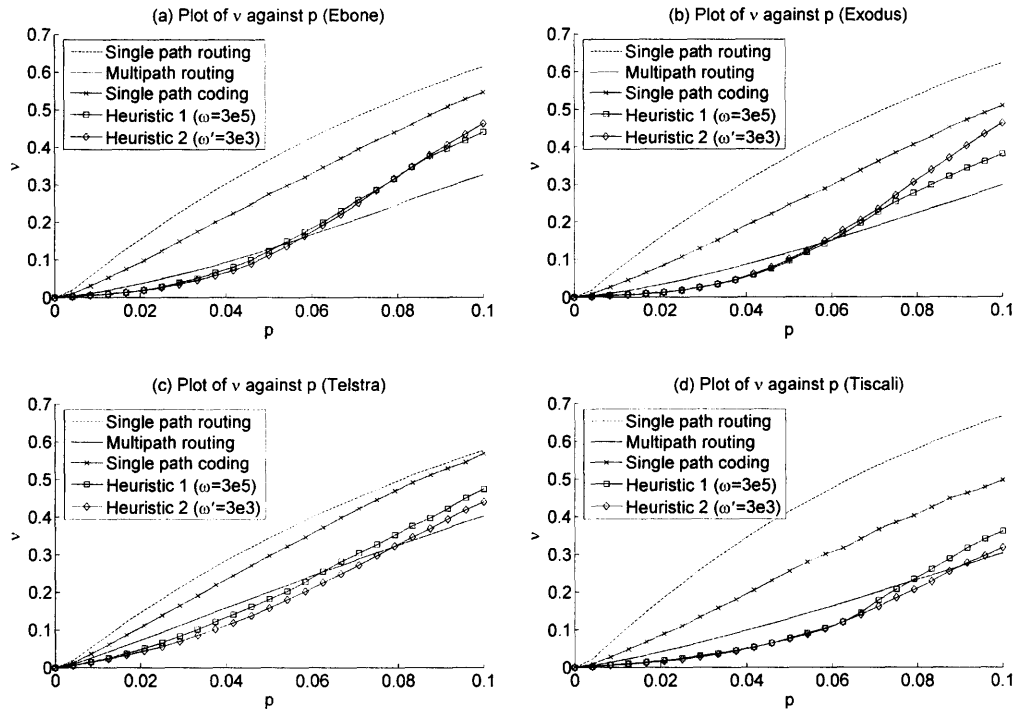 (a) Plot of ν against p (Ebone)
0.7
0.6
0.5
0.4
0.3
0.2
0.1
0
ν
Single path routing
Multipath routing
Single path coding
Heuristic 1 (ω=3e5)
Heuristic 2 (ω'=3e3)
0 0.02 0.04 0.06 0.08 0.1
p
(b) Plot of ν against p (Exodus)
0.7
0.6
0.5
0.4
0.3
0.2
0.1
0
ν
Single path routing
Multipath routing
Single path coding
Heuristic 1 (ω=3e5)
Heuristic 2 (ω'=3e3)
0 0.02 0.04 0.06 0.08 0.1
p
(c) Plot of ν against p (Telstra)
0.7
0.6
0.5
0.4
0.3
0.2
0.1
0
ν
Single path routing
Multipath routing
Single path coding
Heuristic 1 (ω=3e5)
Heuristic 2 (ω'=3e3)
0 0.02 0.04 0.06 0.08 0.1
p
(d) Plot of ν against p (Tiscali)
0.7
0.6
0.5
0.4
0.3
0.2
0.1
0
ν
Single path routing
Multipath routing
Single path coding
Heuristic 1 (ω=3e5)
Heuristic 2 (ω'=3e3)
0 0.02 0.04 0.06 0.08 0.1
p